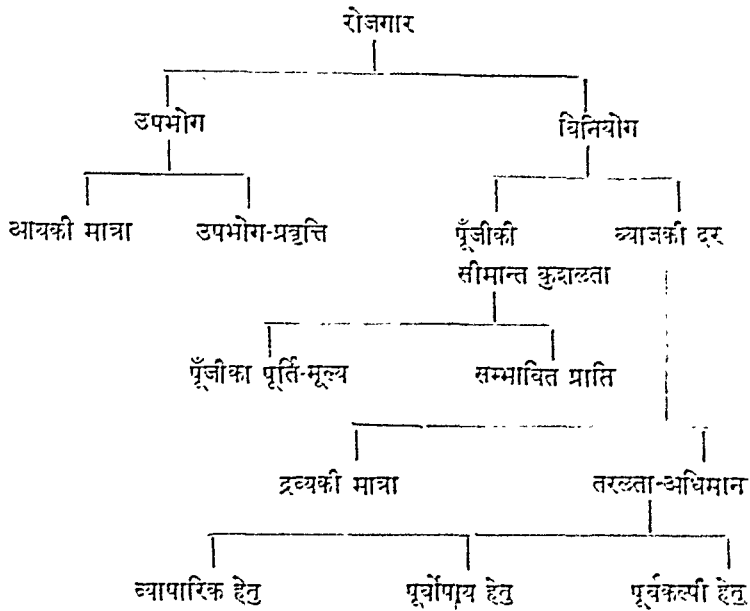 रोजगार
उपभोग विनियोग
आयकी मात्रा उपभोग-प्रवृत्ति पूँजीकी ब्याजकी दर
सीमान्त कुशलता
पूँजीका पूर्ति-मूल्य सम्भावित प्राप्ति
द्रव्यकी मात्रा तरलता-अधिमान
व्यापारिक हेतु पूर्वोपाय हेतु पूर्वकल्पी हेतु